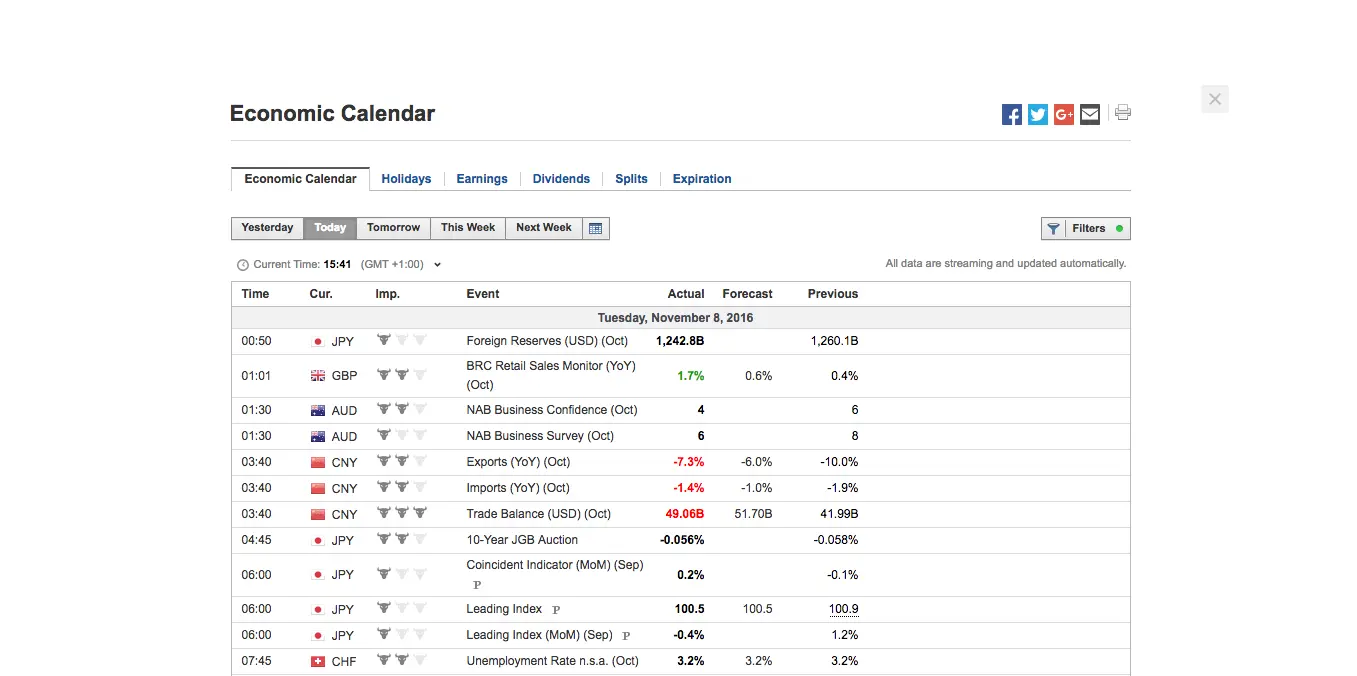 Economic Calendar
G+
Economic Calendar Holidays Earnings Dividends Splits Expiration
Yesterday Today Tomorrow This Week Next Week Filters
Current Time: 15:41 (GMT +1:00) All data are streaming and updated automatically.
Time Cur. Imp. Event Actual Forecast Previous
Tuesday, November 8, 2016
00:50 JPY Foreign Reserves (USD) (Oct) 1,242.8B 1,260.1B
01:01 GBP BRC Retail Sales Monitor (YoY) 1.7% 0.6% 0.4%
(Oct)
01:30 AUD NAB Business Confidence (Oct) 4 6
01:30 AUD NAB Business Survey (Oct) 6 8
03:40 CNY Exports (YoY) (Oct) -7.3% -6.0% -10.0%
03:40 CNY Imports (YoY) (Oct) -1.4% -1.0% -1.9%
03:40 CNY Trade Balance (USD) (Oct) 49.06B 51.70B 41.99B
04:45 JPY 10-Year JGB Auction -0.056% -0.058%
06:00 JPY Coincident Indicator (MoM) (Sep) 0.2% -0.1%
P
06:00 JPY Leading Index P 100.5 100.5 100.9
06:00 JPY Leading Index (MoM) (Sep) P -0.4% 1.2%
07:45 CHF Unemployment Rate n.s.a. (Oct) 3.2% 3.2% 3.2%